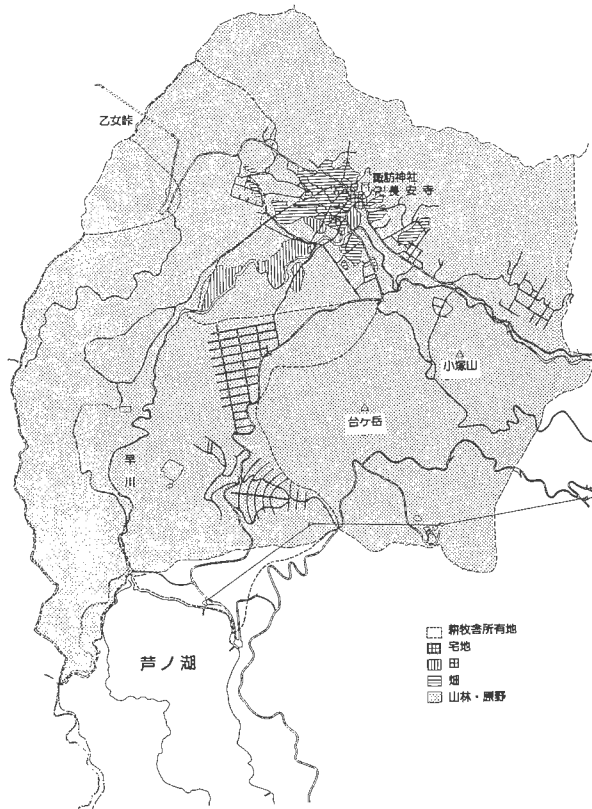 乙女峠
諏訪神社
長安寺
小塚山
台ケ岳
早川
芦ノ湖
耕牧舎所有地
宅地
田
畑
山林・原野